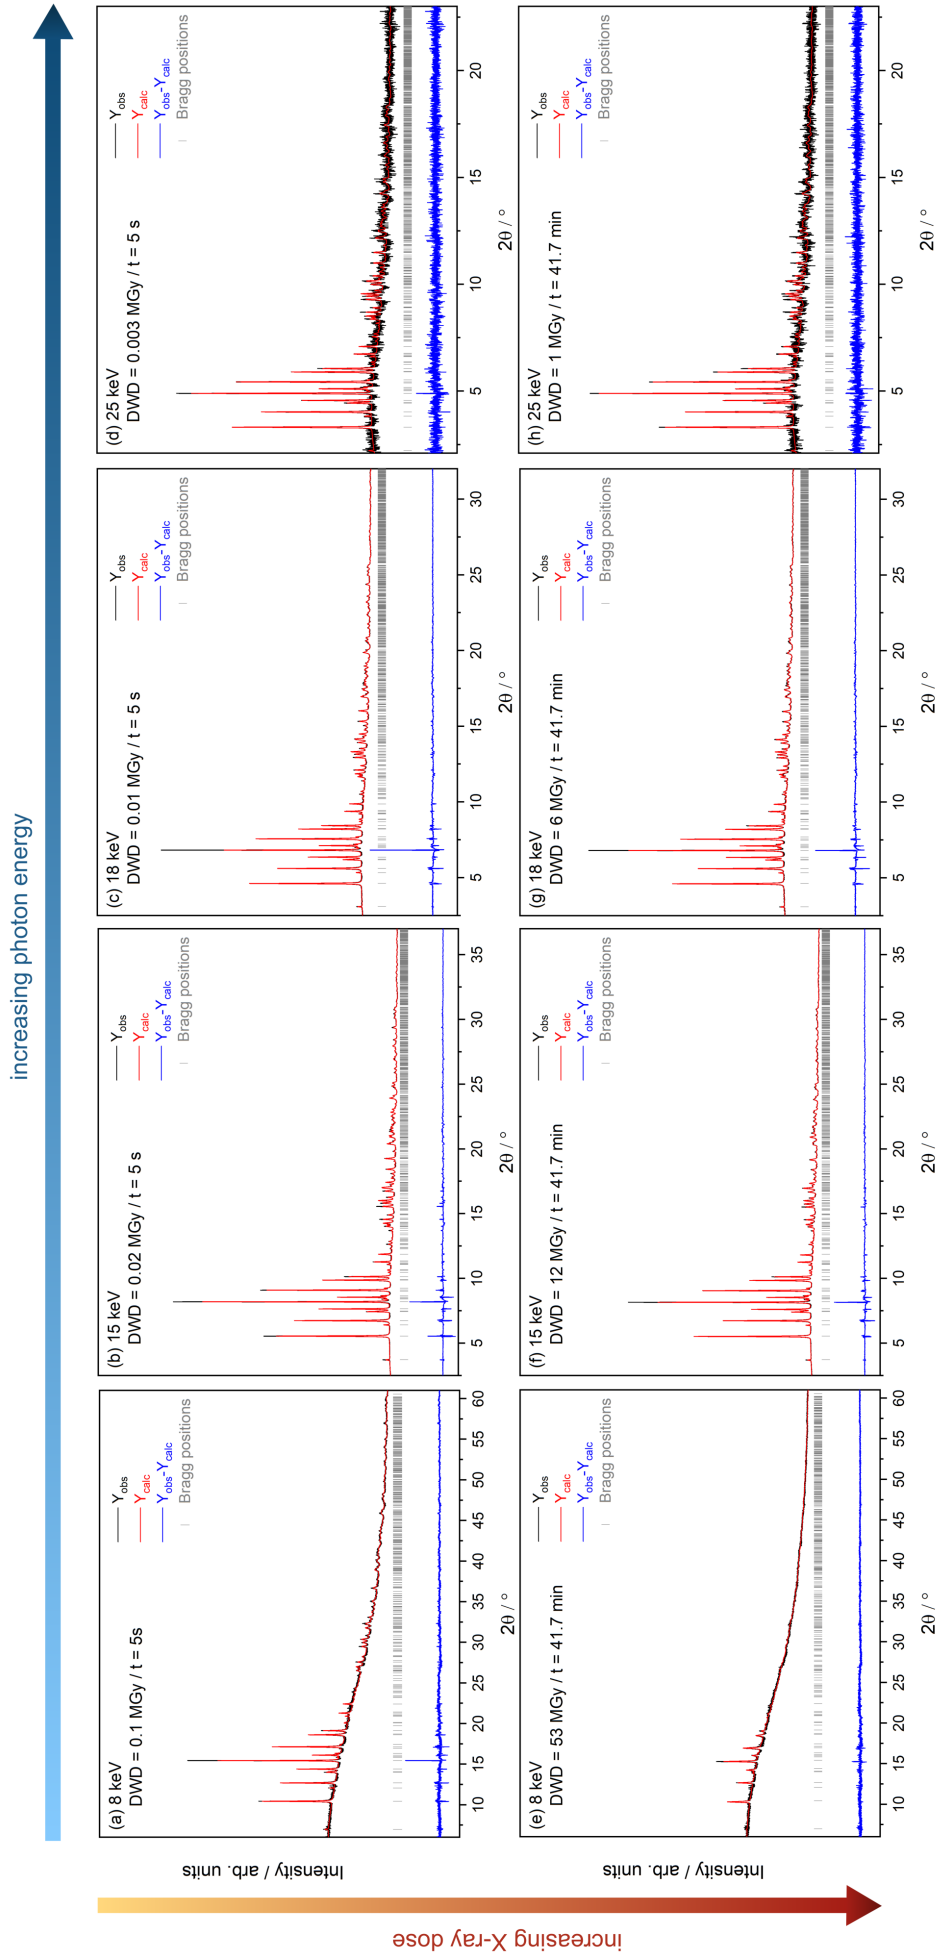 increasing photon energy
increasing X-ray dose
Intensity / arb. units
(a) 8 keV
DWD = 0.1 MGy / t = 5s
Yobs
Ycalc
Yobs-Ycalc
Bragg positions
10 15 20 25 30 35 40 45 50 55 60
2θ / °
(b) 15 keV
DWD = 0.02 MGy / t = 5 s
Yobs
Ycalc
Yobs-Ycalc
Bragg positions
5 10 15 20 25 30 35
2θ / °
(c) 18 keV
DWD = 0.01 MGy / t = 5 s
Yobs
Ycalc
Yobs-Ycalc
Bragg positions
5 10 15 20 25 30
2θ / °
(d) 25 keV
DWD = 0.003 MGy / t = 5 s
Yobs
Ycalc
Yobs-Ycalc
Bragg positions
5 10 15 20
2θ / °
Intensity / arb. units
(e) 8 keV
DWD = 53 MGy / t = 41.7 min
Yobs
Ycalc
Yobs-Ycalc
Bragg positions
10 15 20 25 30 35 40 45 50 55 60
2θ / °
(f) 15 keV
DWD = 12 MGy / t = 41.7 min
Yobs
Ycalc
Yobs-Ycalc
Bragg positions
5 10 15 20 25 30 35
2θ / °
(g) 18 keV
DWD = 6 MGy / t = 41.7 min
Yobs
Ycalc
Yobs-Ycalc
Bragg positions
5 10 15 20 25 30
2θ / °
(h) 25 keV
DWD = 1 MGy / t = 41.7 min
Yobs
Ycalc
Yobs-Ycalc
Bragg positions
5 10 15 20
2θ / °